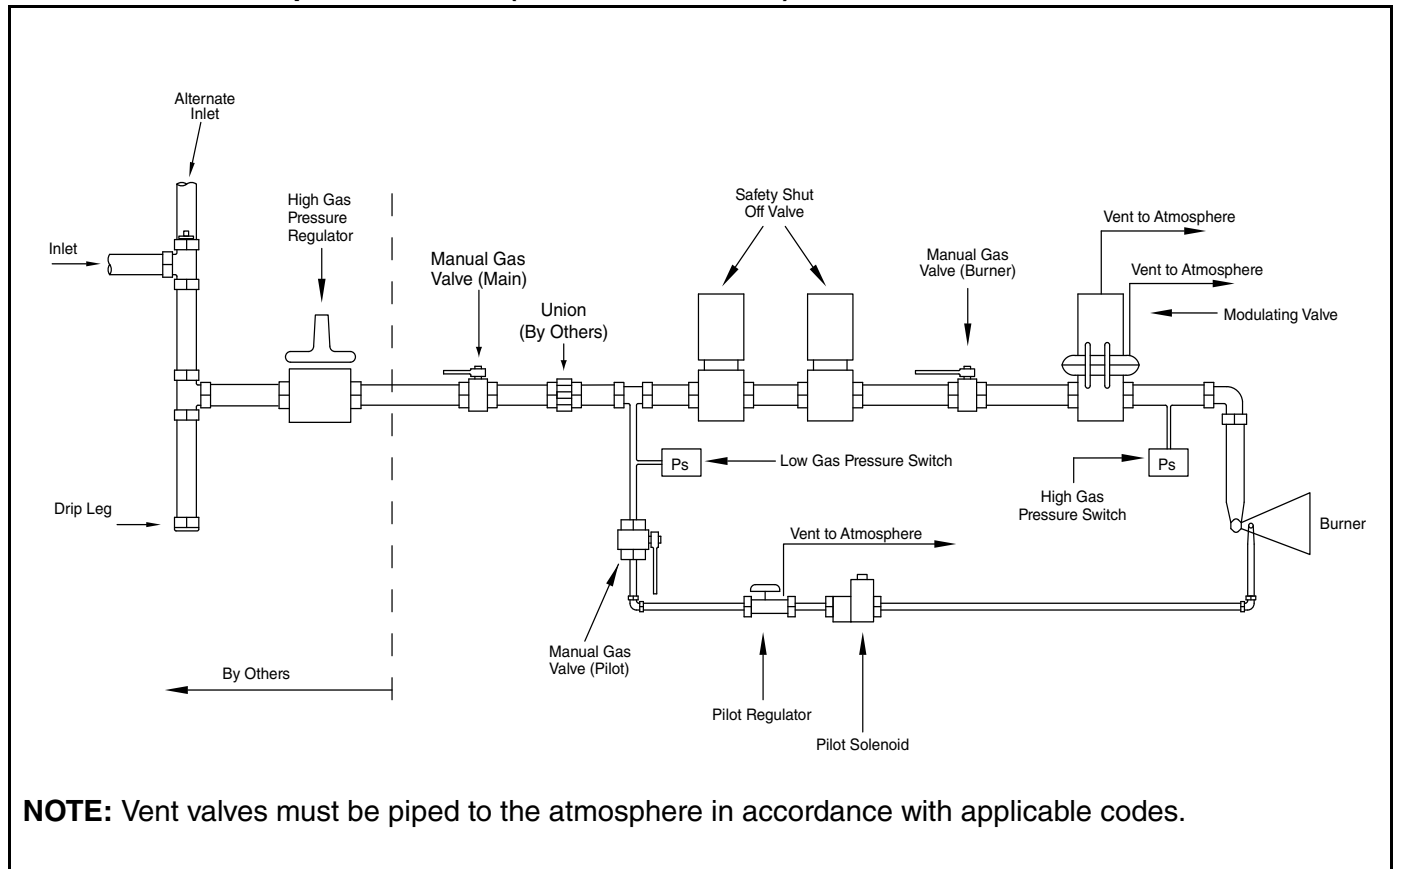 Alternate
Inlet
High Gas
Pressure
Regulator
Inlet
Manual Gas
Valve (Main)
Union
(By Others)
Safety Shut
Off Valve
Manual Gas
Valve (Burner)
Vent to Atmosphere
Vent to Atmosphere
Modulating Valve
Ps
Low Gas Pressure Switch
Ps
High Gas
Pressure Switch
Drip Leg
Burner
Vent to Atmosphere
Manual Gas
Valve (Pilot)
By Others
Pilot Regulator
Pilot Solenoid
NOTE: Vent valves must be piped to the atmosphere in accordance with applicable codes.